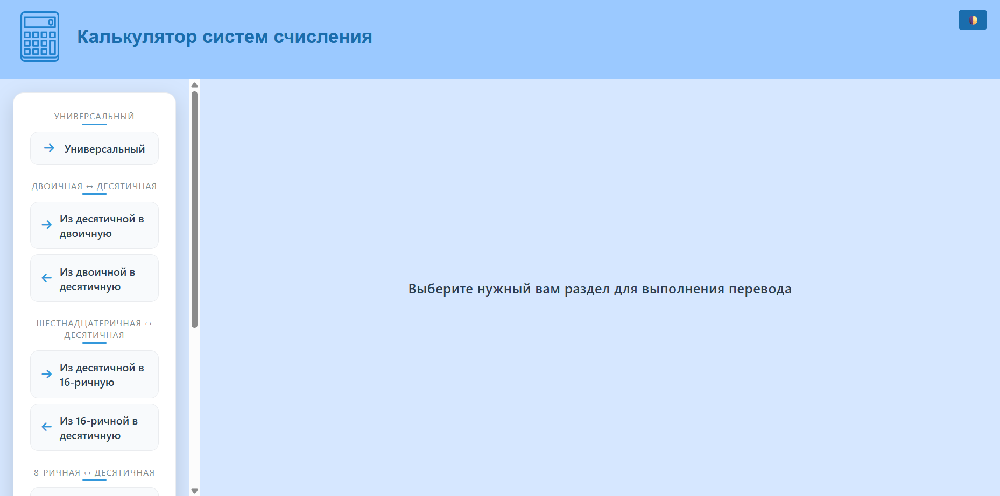 0
Калькулятор систем счисления
УНИВЕРСАЛЬНЫЙ
Универсальный
ДВОИЧНАЯ ↔ ДЕСЯТИЧНАЯ
Из десятичной в
двоичную
Из двоичной в
десятичную
ШЕСТНАДЦАТЕРИЧНАЯ ↔
ДЕСЯТИЧНАЯ
Из десятичной в
16-ричную
Из 16-ричной в
десятичную
8-РИЧНАЯ ↔ ДЕСЯТИЧНАЯ
Выберите нужный вам раздел для выполнения перевода